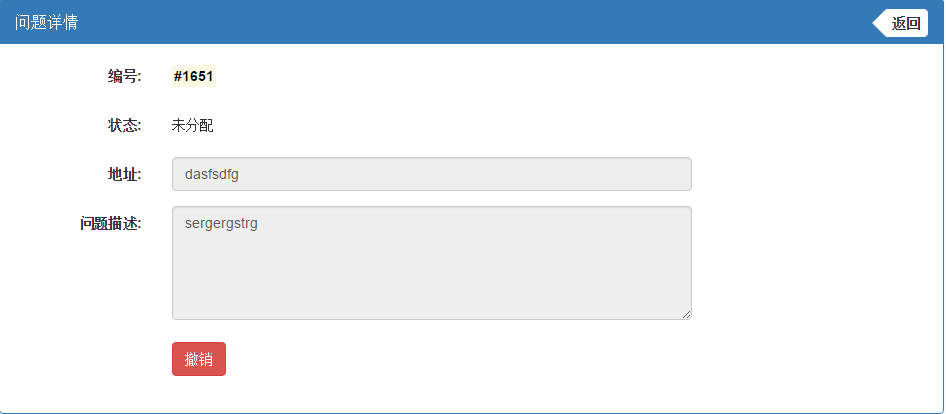 问题详情 返回
编号: #1651
状态: 未分配
地址: dasfsdfg
问题描述: sergergstrg
撤销